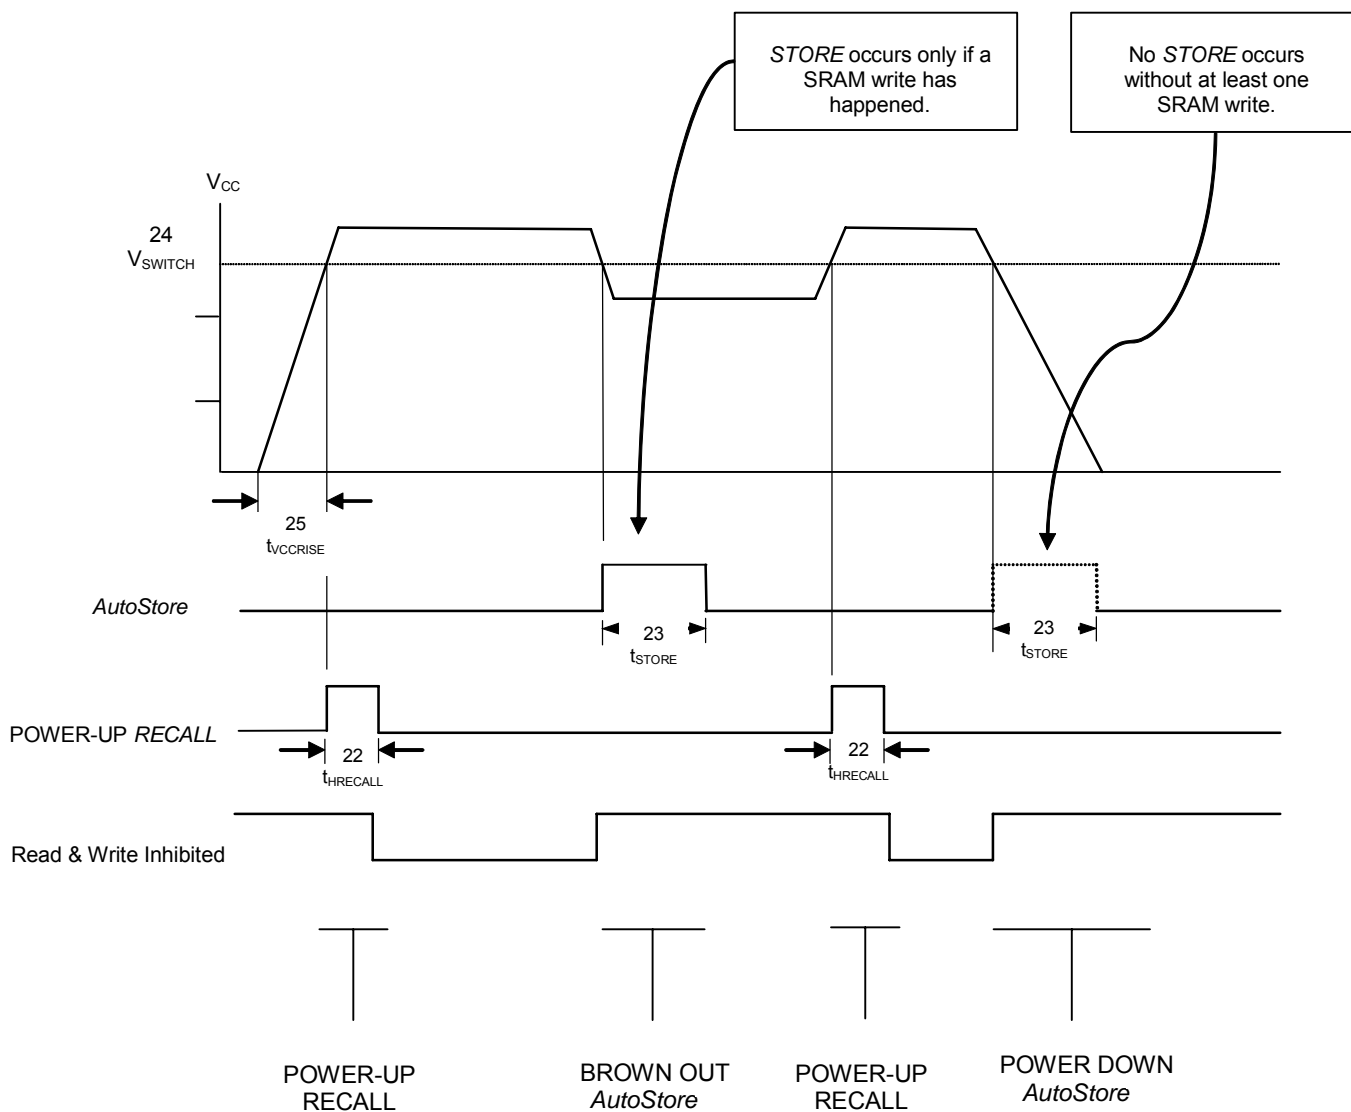 STORE occurs only if a
SRAM write has
happened.
No STORE occurs
without at least one
SRAM write.
VCC
24
VSWITCH
25
tVCCRISE
AutoStore
23
tSTORE
23
tSTORE
POWER-UP RECALL
22
tHRECALL
22
tHRECALL
Read & Write Inhibited
POWER-UP
RECALL
BROWN OUT
AutoStore
POWER-UP
RECALL
POWER DOWN
AutoStore